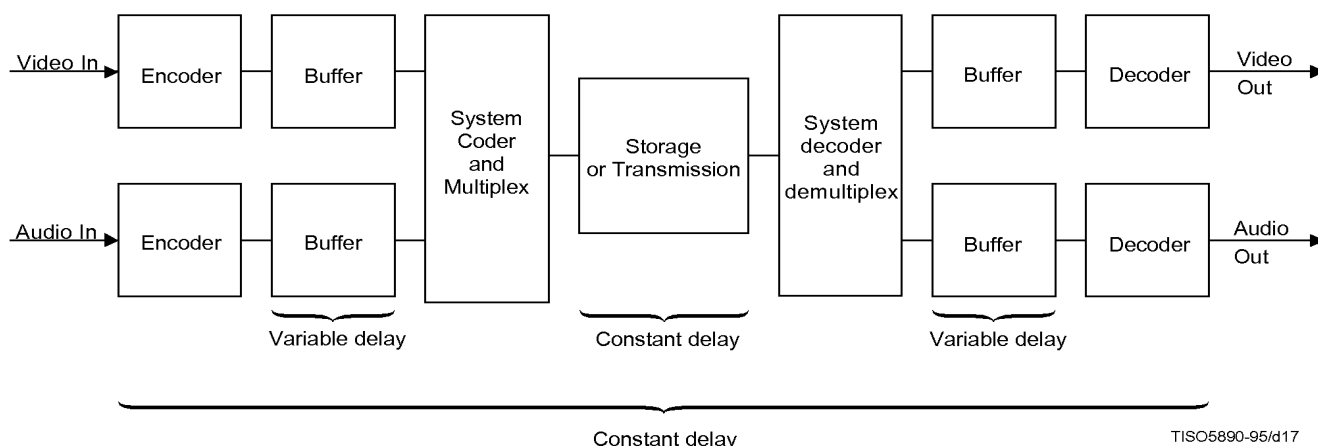 Video In
Encoder
Buffer
System
Coder
and
Multiplex
Storage
or Transmission
System
decoder
and
demultiplex
Buffer
Decoder
Video
Out
Audio In
Encoder
Buffer
Buffer
Decoder
Audio
Out
Variable delay
Constant delay
Variable delay
Constant delay
TISO5890-95/d17